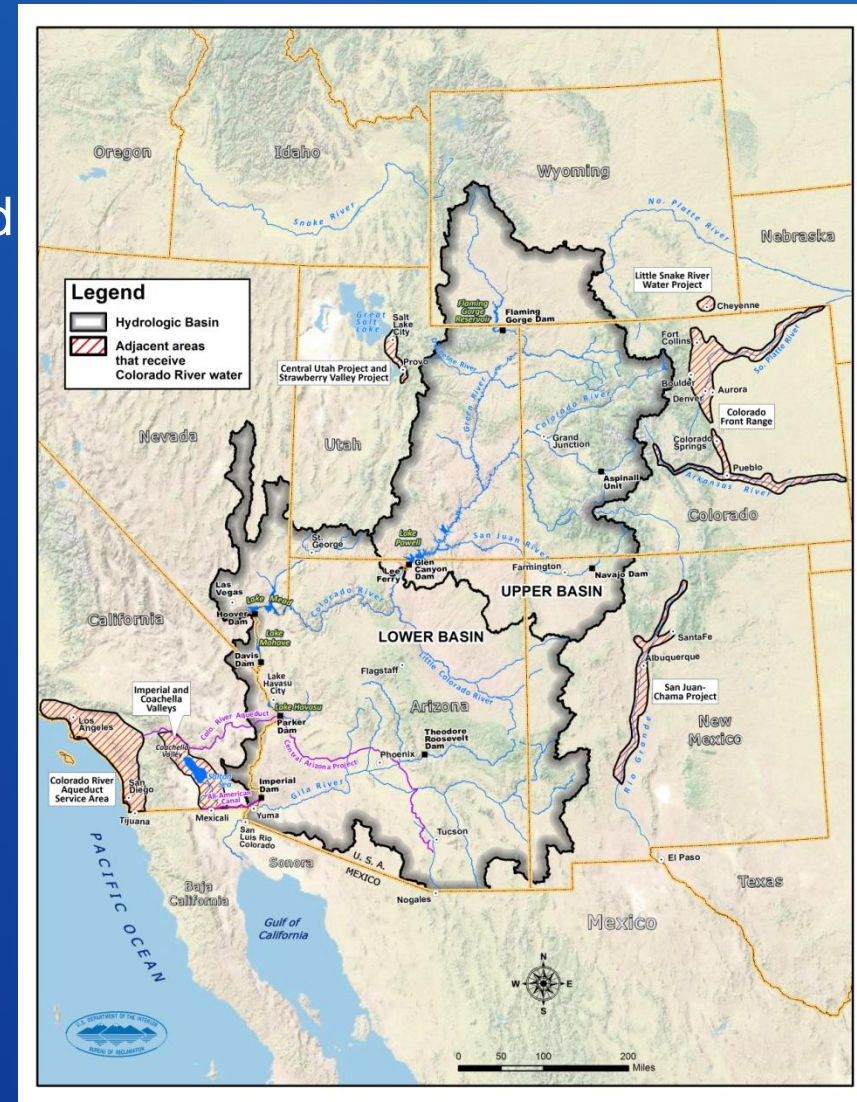 d
Oregon
Idaho
Wyoming
Snake River
No. Platte River
Nebraska
Legend
Hydrologic Basin
Adjacent areas
that receive
Colorado River water
Great
Salt
Lake
Salt
Lake
City
Provo
Central Utah Project and
Strawberry Valley Project
Flaming
Gorge
Reservoir
Flaming
Gorge Dam
Little Snake River
Water Project
Cheyenne
Fort
Collins
So. Platte River
Boulder
Denver
Aurora
Colorado
Front Range
Green River
Colorado River
Grand
Junction
Colorado
Springs
Pueblo
Aspinall
Unit
Arkansas River
Nevada
Utah
Colorado
St
George
Lake
Powell
San Juan River
Lee
Ferry
Glen
Canyon
Dam
Farmington
Navajo Dam
UPPER BASIN
Las
Vegas
Lake Mead
Hoover
Dam
Colorado River
LOWER BASIN
California
Lake
Mohave
Davis
Dam
Lake
Havasu
City
Flagstaff
Little Colorado River
SantaFe
Albuquerque
San Juan-
Chama Project
Imperial and
Coachella
Valleys
Los
Angeles
Colo. River Aqueduct
Lake Havasu
Parker
Dam
Arizona
New
Mexico
Coachella
Valley
Salton
Sea
Central Arizona Project
Phoenix
Theodore
Roosevelt
Dam
Rio Grande
Colorado River
Aqueduct
Service Area
San
Diego
All-American
Canal
Imperial
Dam
Gila River
Tijuana
Mexicali
Yuma
San
Luis Rio
Colorado
Tucson
Sonora
U. S. A.
MEXICO
Nogales
El Paso
Texas
PACIFIC OCEAN
Baja
California
Gulf of
California
Mexico
N
W
E
S
U.S. DEPARTMENT OF THE INTERIOR
BUREAU OF RECLAMATION
0 50 100 200
Miles